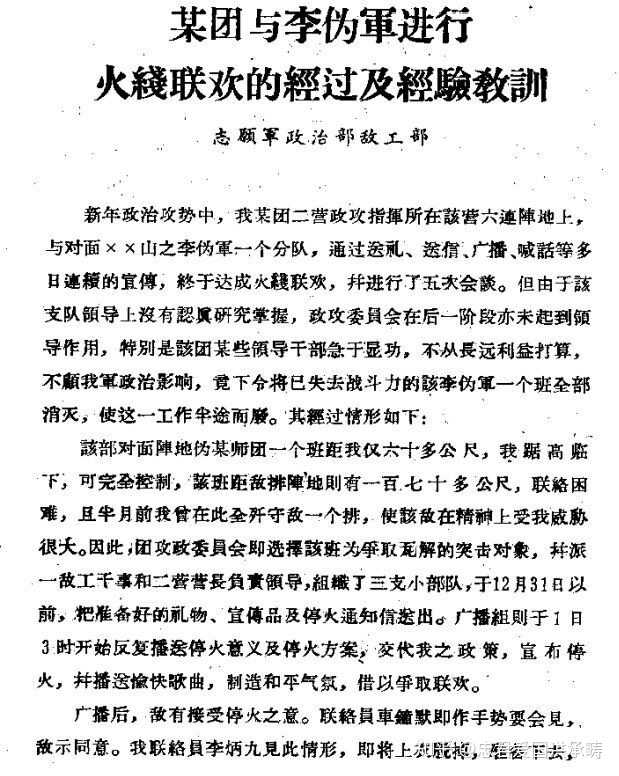 某团与李伪軍进行
火綫联欢的經过及經驗敎訓
志願軍政治部敌工部
新年政治攻势中，我某团二营政攻指揮所在該营六連陣地上，
与对面××山之李伪軍一个分队，通过送礼、送信、广播、喊話等多
日連續的宣傳，終于达成火綫联欢，幷进行了五次会談。但由于該
支队領导上沒有認眞研究掌握，政攻委員会在后一阶段亦未起到領
导作用，特別是該团某些領导干部急于显功，不从長远利益打算，
不顧我軍政治影响，竟下令将已失去战斗力的該李伪軍一个班全部
消灭，使这一工作半途而廢。其經过情形如下：
該部对面陣地伪某师团一个班距我仅六十多公尺，我踞高临
下，可完全控制，該班距敌排陣地則有一百七十多公尺，联絡困
难，且半月前我曾在此全歼守敌一个排，使該敌在精神上受我威胁
很大。因此，团攻政委員会即选擇該班为爭取瓦解的突击对象，幷派
一敌工干事和二营营長負責領导，組織了三支小部队，于12月31日以
前，把准备好的礼物、宣傳品及停火通知信送出。广播組則于1日
3时开始反复播送停火意义及停火方案，交代我之政策，宣布停
火，幷播送愉快歌曲，制造和平气氛，借以爭取联欢。
广播后，敌有接受停火之意。联絡員車鐘默即作手势要会見，
敌示同意。我联絡員李炳九見此情形，即将上衣脱掉，